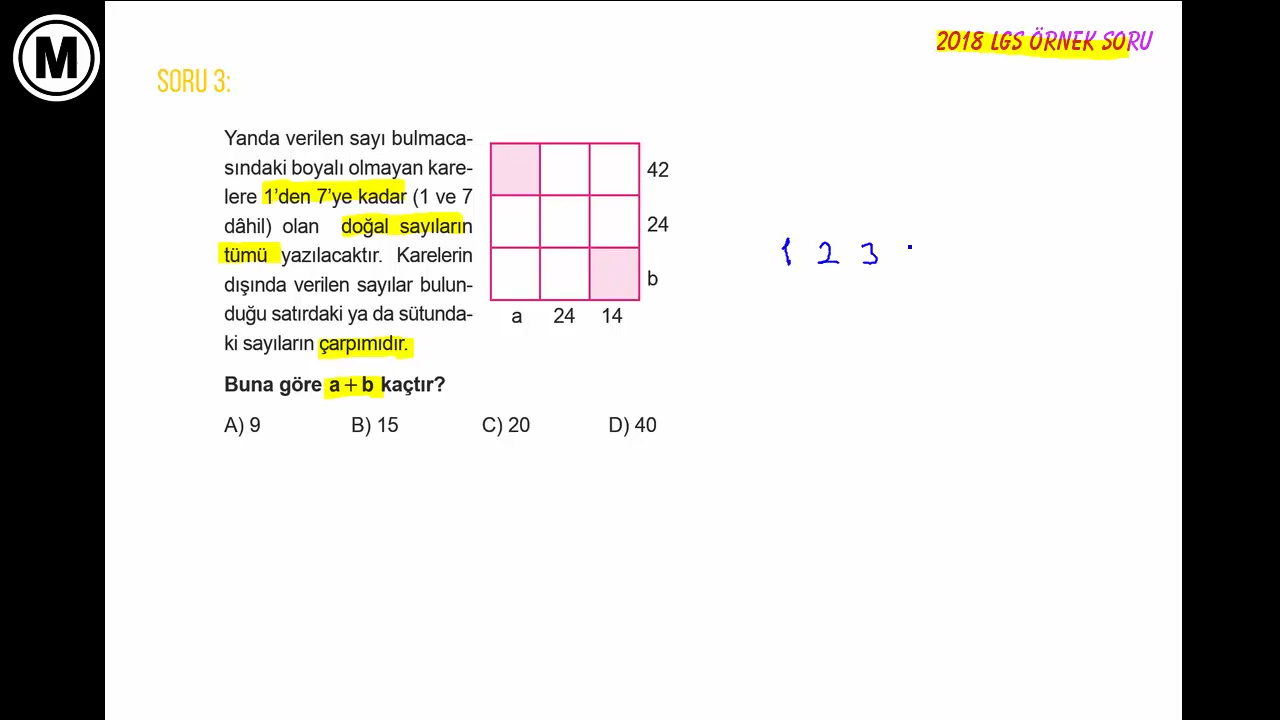 M
2018 LGS ÖRNEK SORU
SORU 3:
Yanda verilen sayı bulmaca-
sındaki boyalı olmayan kare-
lere 1'den 7'ye kadar (1 ve 7
dâhil) olan doğal sayıların
tümü yazılacaktır. Karelerin
dışında verilen sayılar bulun-
duğu satırdaki ya da sütunda-
ki sayıların çarpımıdır.
42
24
b
a 24 14
1 2 3
Buna göre a + b kaçtır?
A) 9 B) 15 C) 20 D) 40